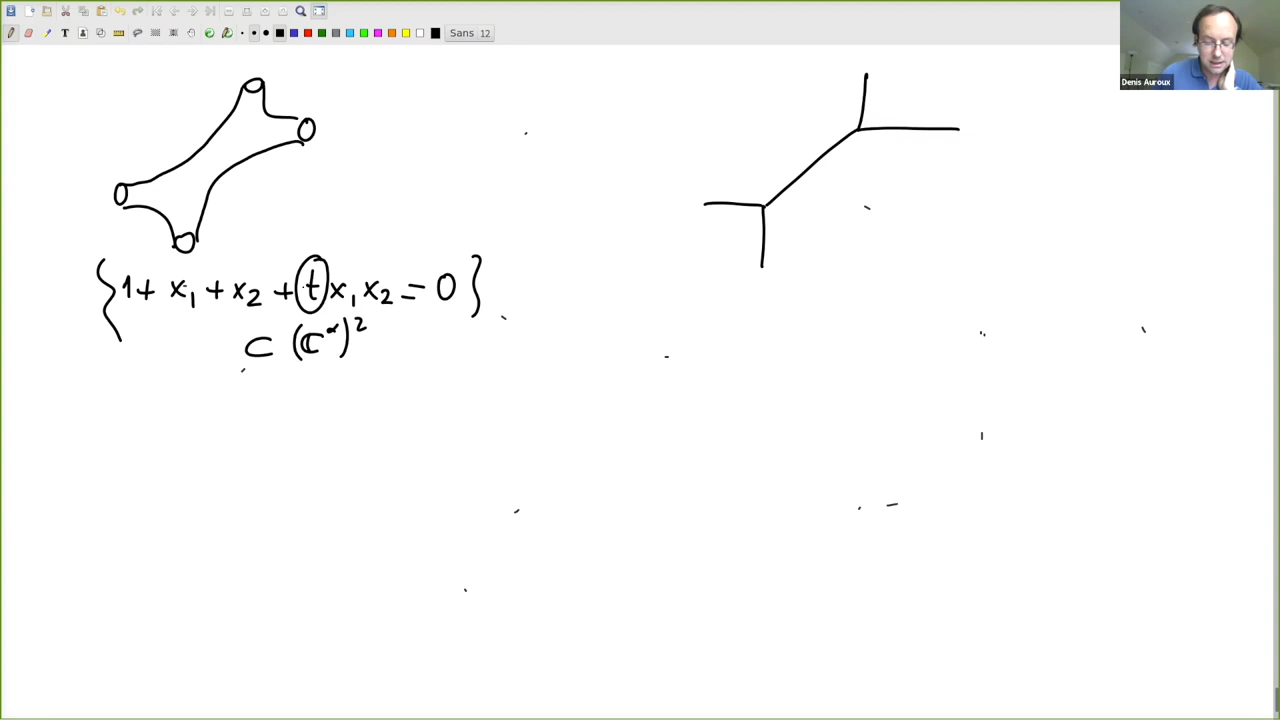 Sans 12
Denis Auroux
{1 + x₁ + x₂ + t x₁ x₂ = 0}
⊂ (ℂ*)²